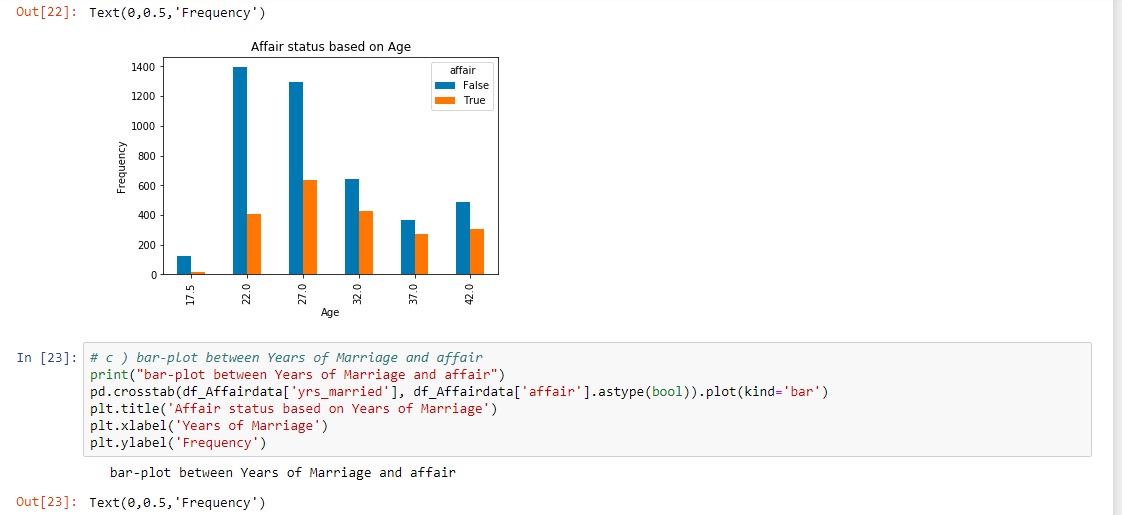 Out[22]: Text(0,0.5,'Frequency')
Affair status based on Age
affair
False
True
1400
1200
1000
800
600
400
200
0
Frequency
17.5 22.0 27.0 32.0 37.0 42.0
Age
In [23]: # c ) bar-plot between Years of Marriage and affair
print("bar-plot between Years of Marriage and affair")
pd.crosstab(df_Affairdata['yrs_married'], df_Affairdata['affair'].astype(bool)).plot(kind='bar')
plt.title('Affair status based on Years of Marriage')
plt.xlabel('Years of Marriage')
plt.ylabel('Frequency')
bar-plot between Years of Marriage and affair
Out[23]: Text(0,0.5,'Frequency')